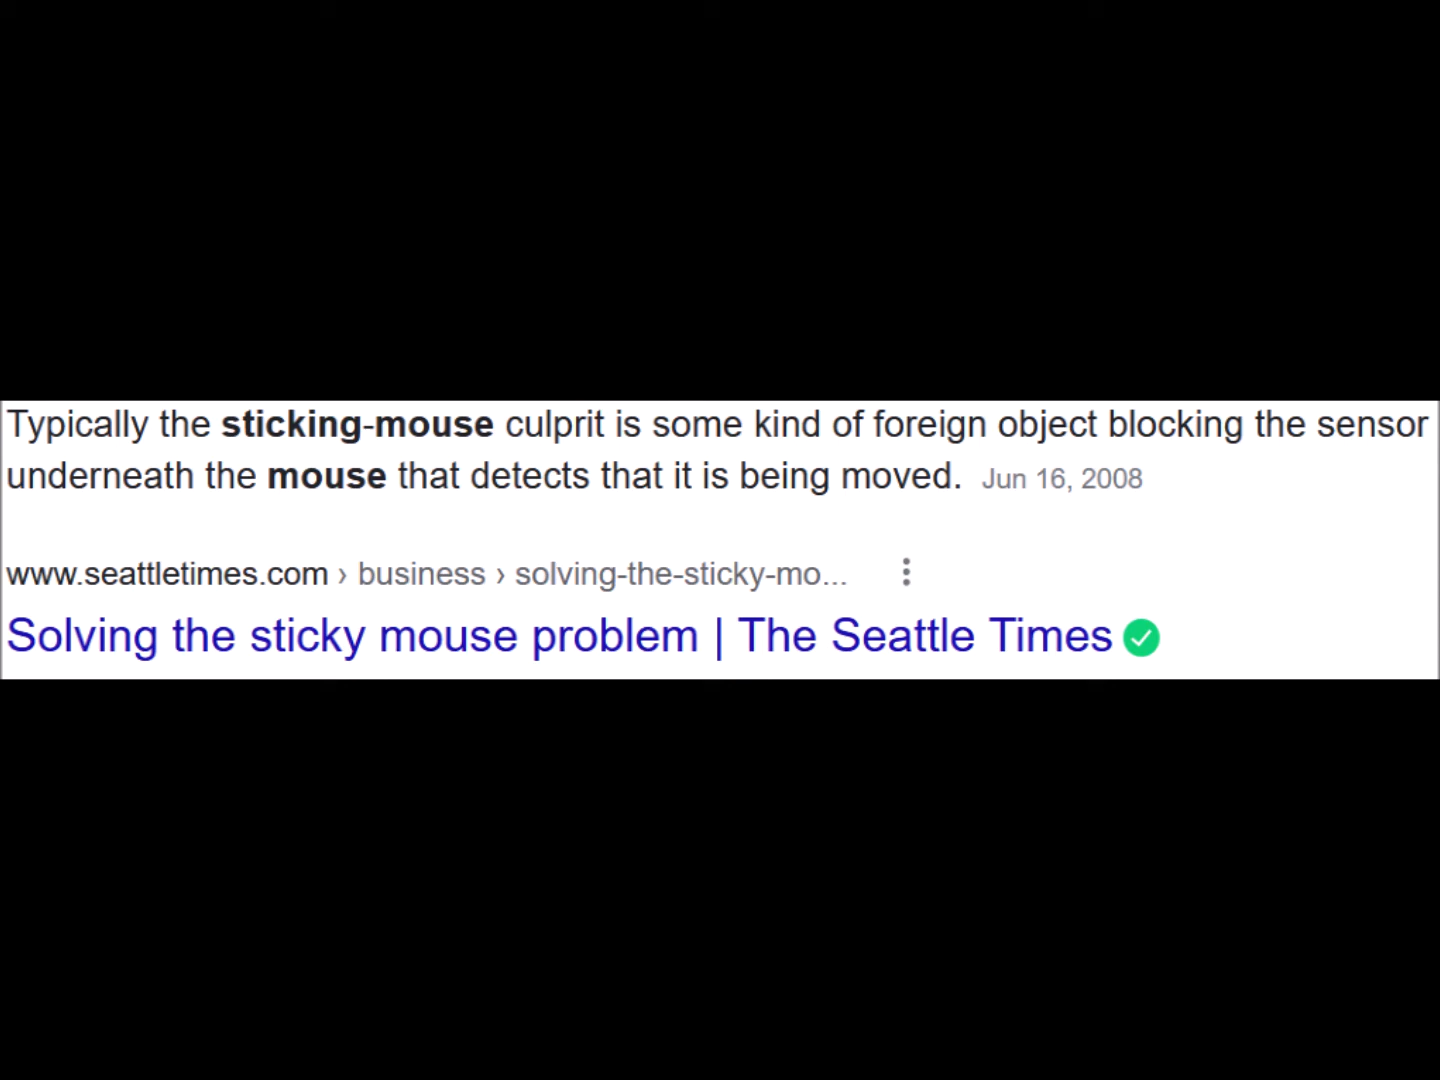 Typically the sticking-mouse culprit is some kind of foreign object blocking the sensor
underneath the mouse that detects that it is being moved. Jun 16, 2008
www.seattletimes.com › business › solving-the-sticky-mo...
Solving the sticky mouse problem | The Seattle Times